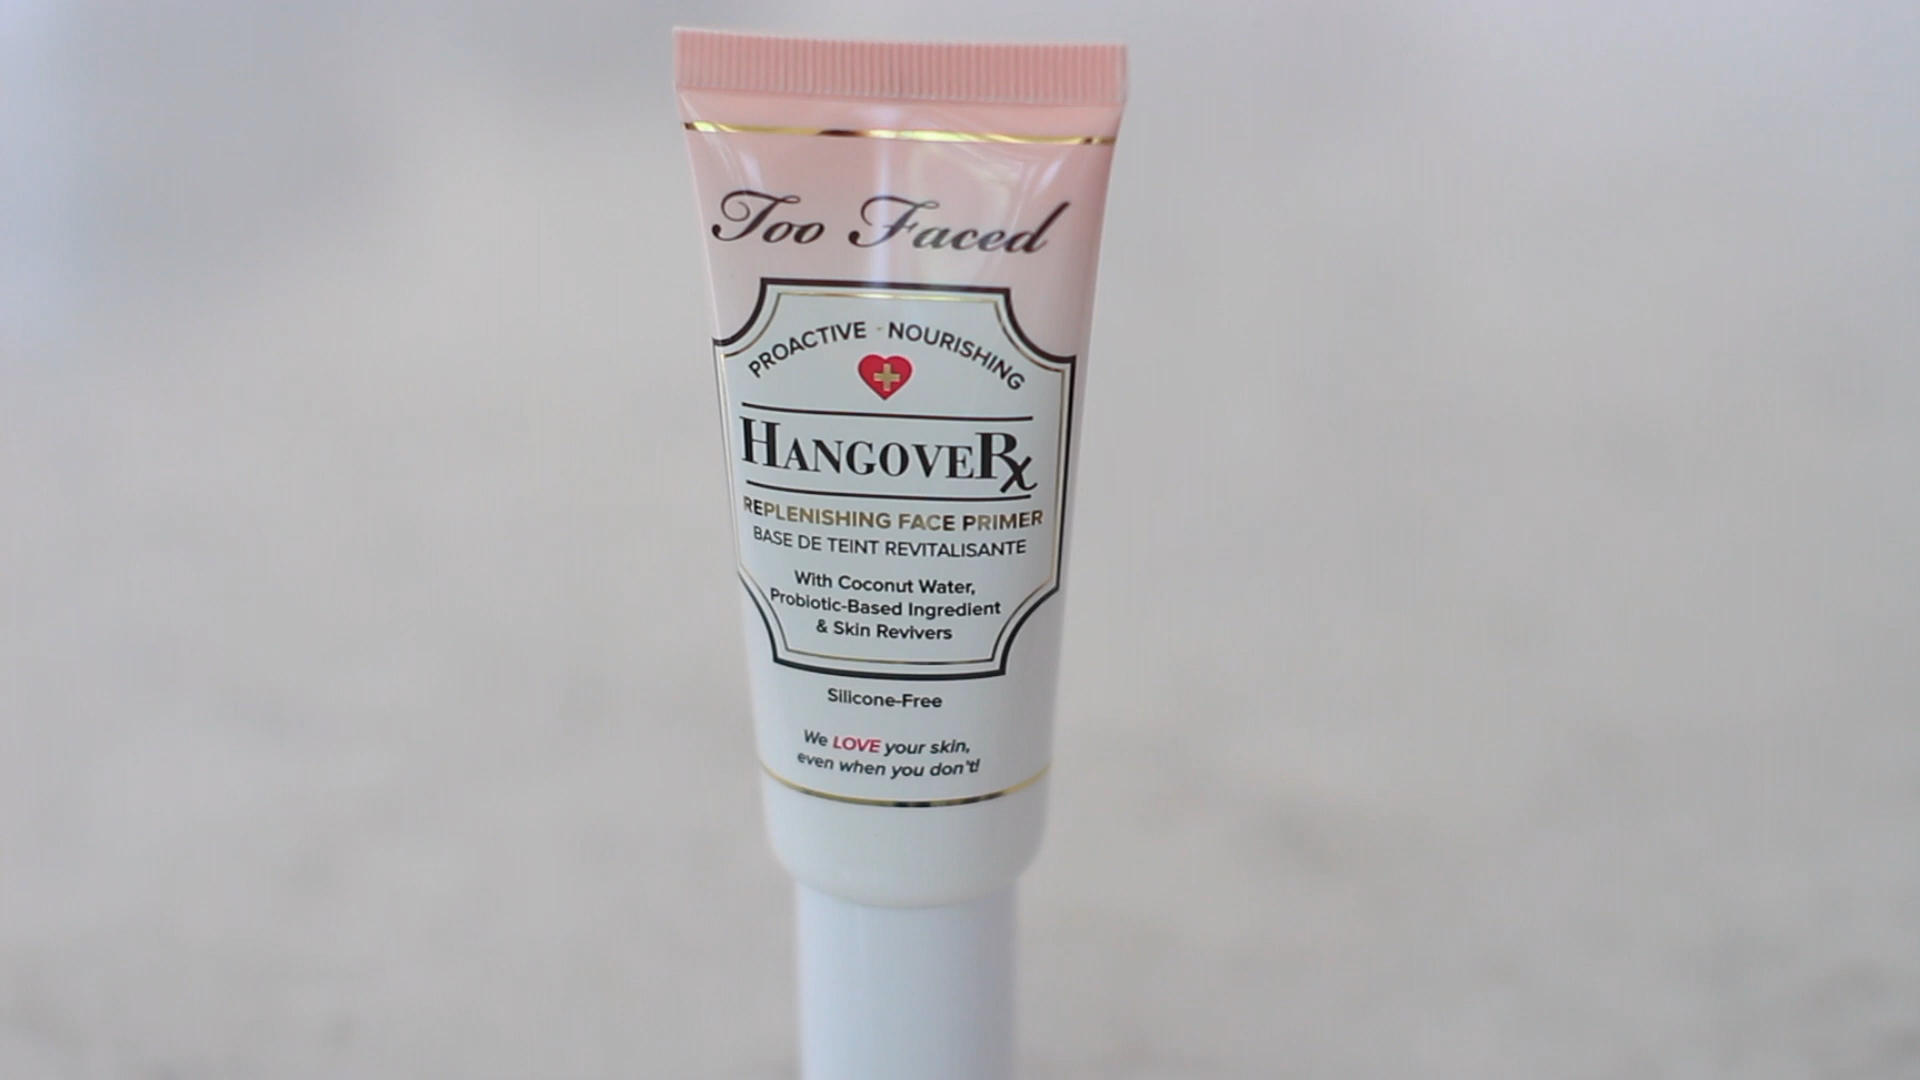 Too Faced
PROACTIVE · NOURISHING
HANGOVERx
REPLENISHING FACE PRIMER
BASE DE TEINT REVITALISANTE
With Coconut Water,
Probiotic-Based Ingredient
& Skin Revivers
Silicone-Free
We LOVE your skin,
even when you don't!